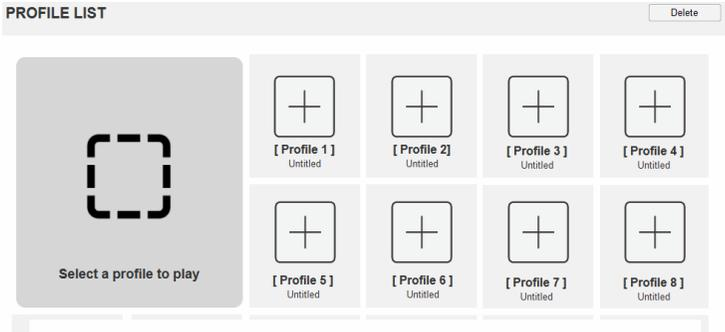 PROFILE LIST
Delete
[ Profile 1 ]
Untitled
[ Profile 2]
Untitled
[ Profile 3 ]
Untitled
[ Profile 4 ]
Untitled
Select a profile to play
[ Profile 5 ]
Untitled
[ Profile 6 ]
Untitled
[ Profile 7 ]
Untitled
[ Profile 8 ]
Untitled